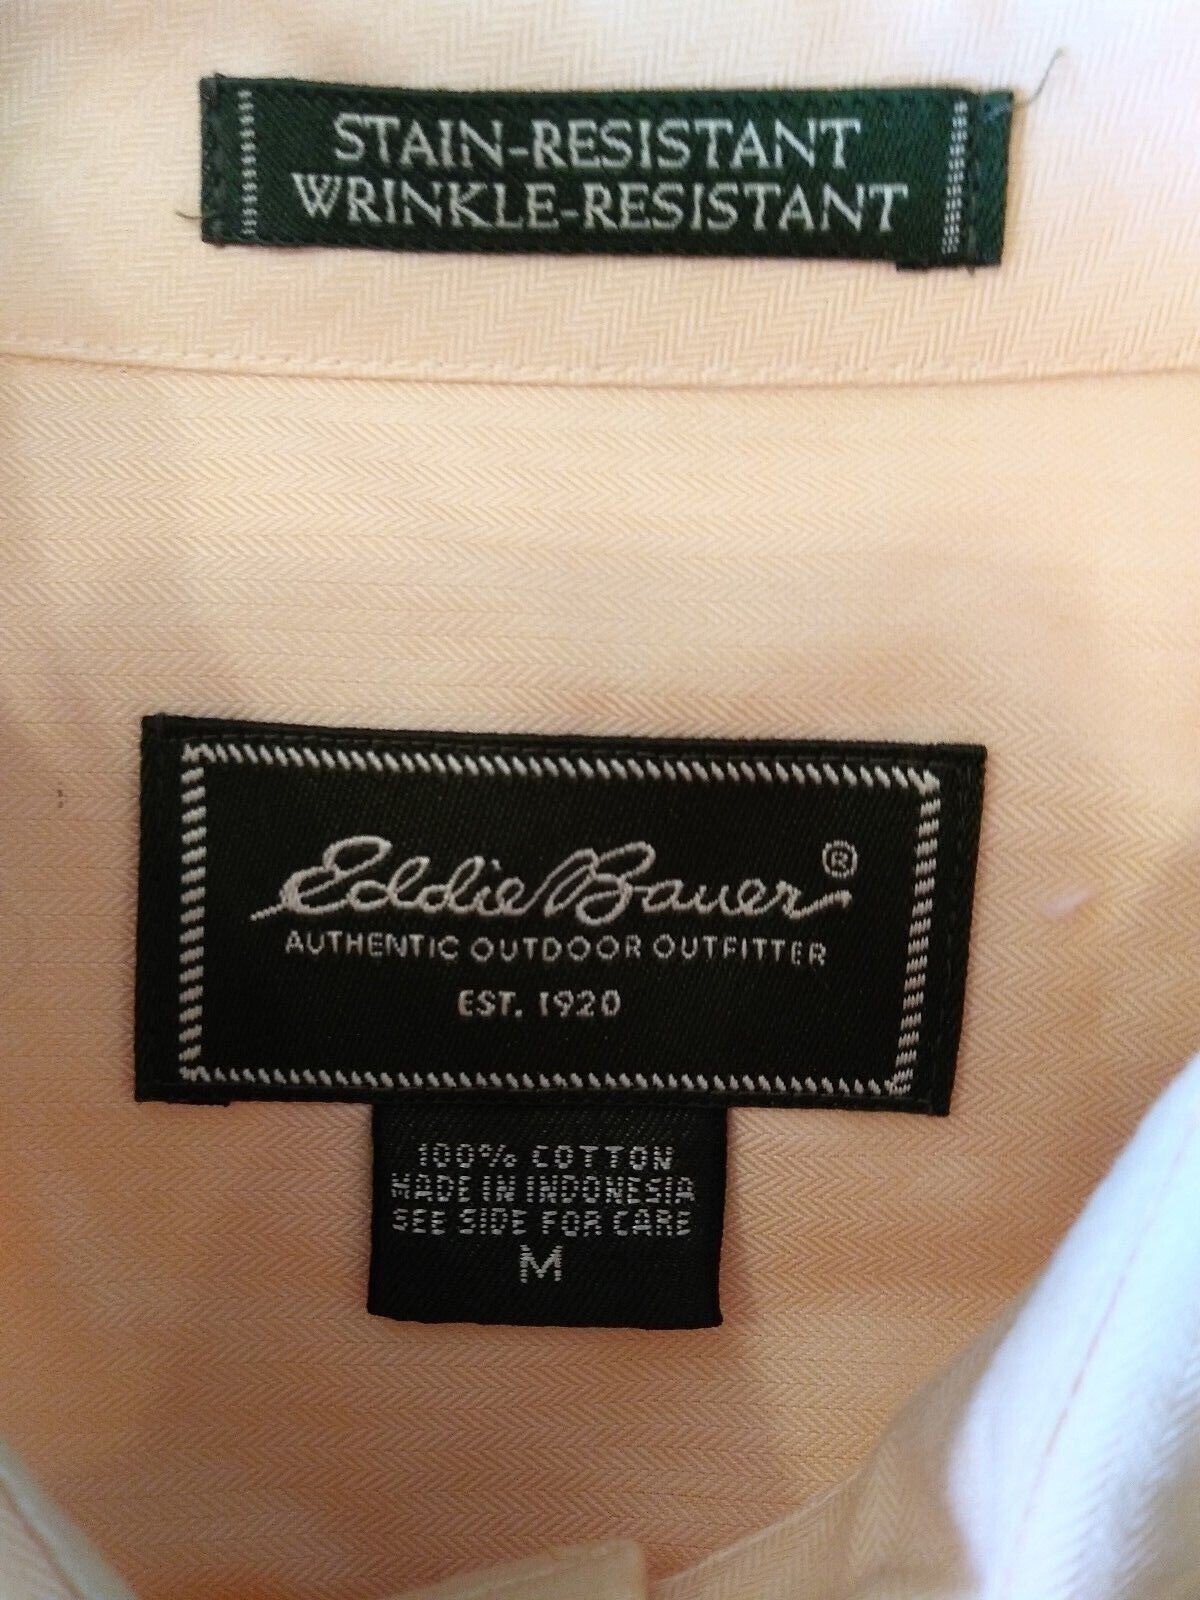 STAIN-RESISTANT
WRINKLE-RESISTANT
Eddie Bauer®
AUTHENTIC OUTDOOR OUTFITTER
EST. 1920
100% COTTON
MADE IN INDONESIA
SEE SIDE FOR CARE
M